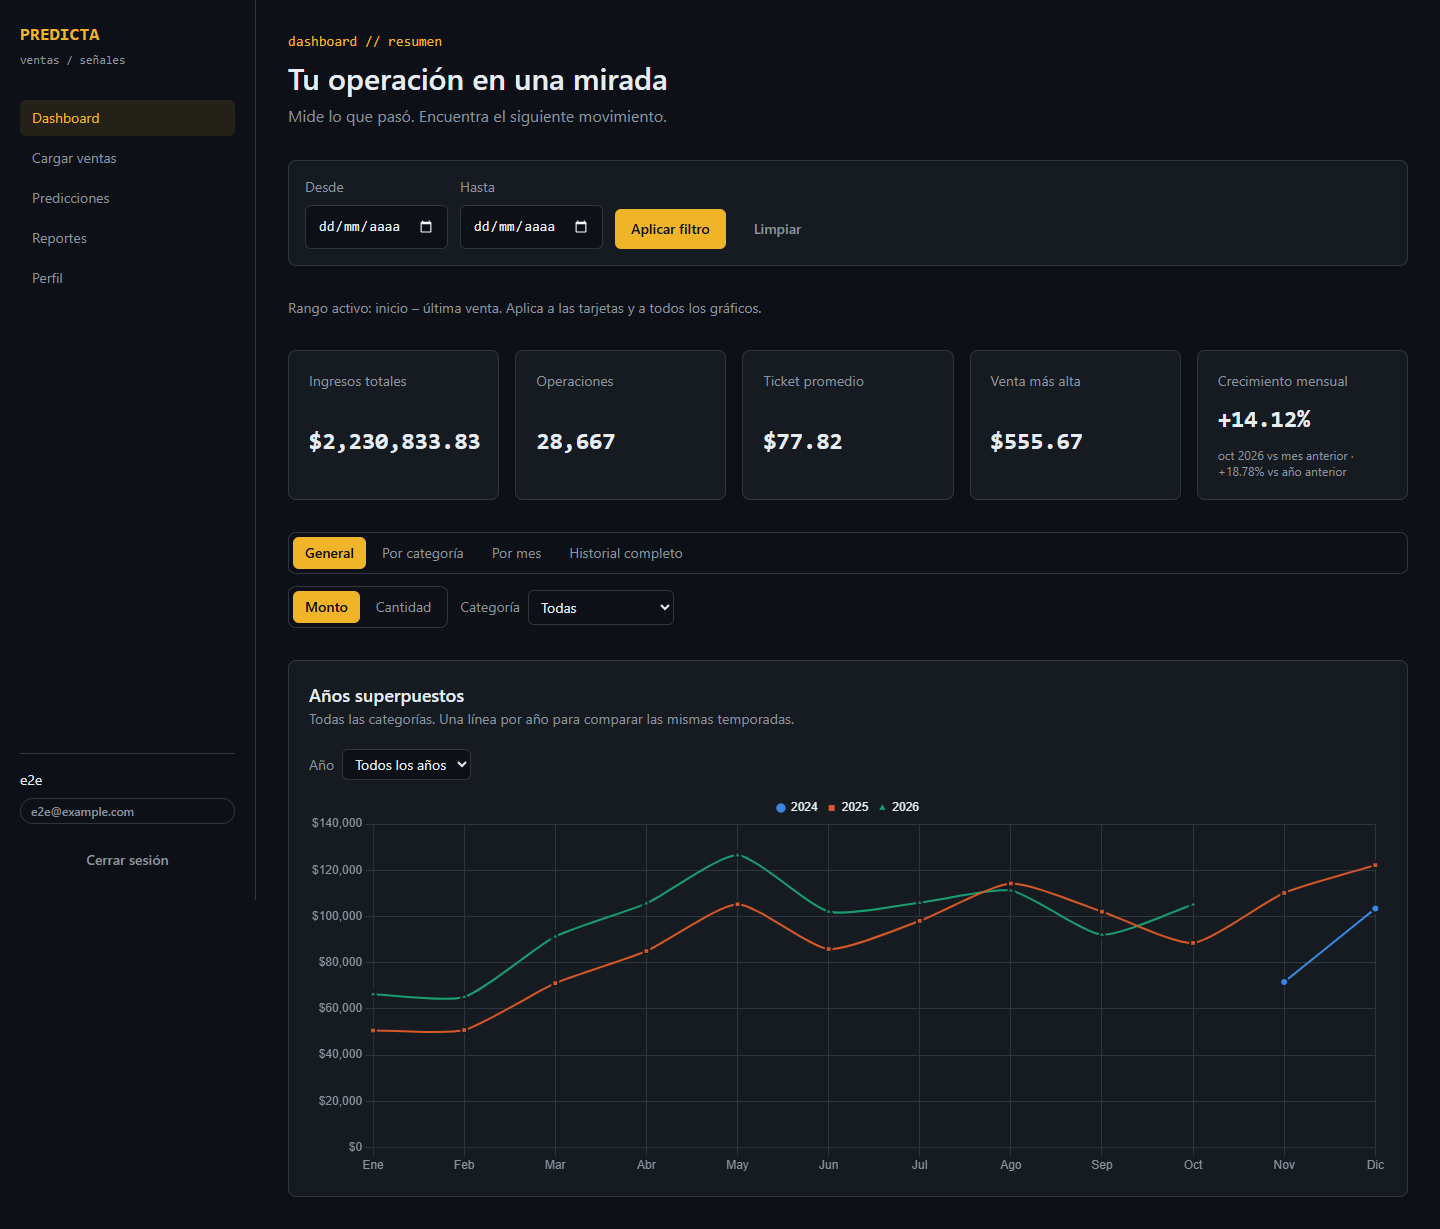 PREDICTA
ventas / señales
Dashboard
Cargar ventas
Predicciones
Reportes
Perfil
e2e
e2e@example.com
Cerrar sesión
dashboard // resumen
Tu operación en una mirada
Mide lo que pasó. Encuentra el siguiente movimiento.
Desde
Hasta
dd/mm/aaaa
dd/mm/aaaa
Aplicar filtro
Limpiar
Rango activo: inicio – última venta. Aplica a las tarjetas y a todos los gráficos.
Ingresos totales
$2,230,833.83
Operaciones
28,667
Ticket promedio
$77.82
Venta más alta
$555.67
Crecimiento mensual
+14.12%
oct 2026 vs mes anterior ·
+18.78% vs año anterior
General
Por categoría
Por mes
Historial completo
Monto
Cantidad
Categoría
Todas
Años superpuestos
Todas las categorías. Una línea por año para comparar las mismas temporadas.
Año
Todos los años
2024
2025
2026
$140,000
$120,000
$100,000
$80,000
$60,000
$40,000
$20,000
$0
Ene
Feb
Mar
Abr
May
Jun
Jul
Ago
Sep
Oct
Nov
Dic